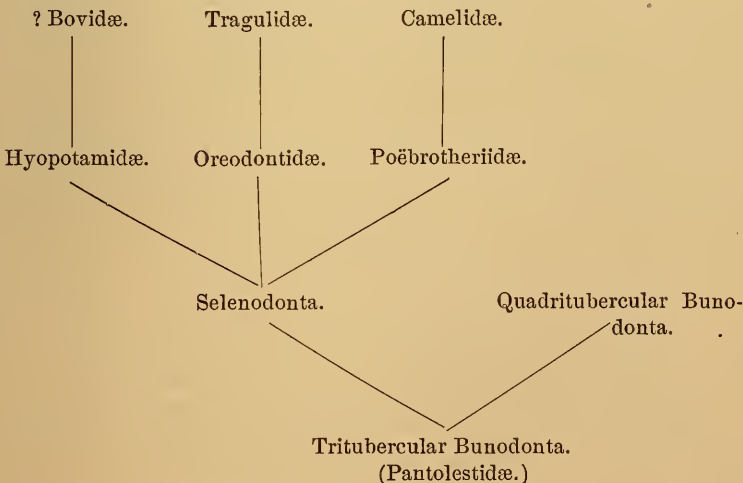 ? Bovidæ. Tragulidæ. Camelidæ.
Hyopotamidæ. Oreodontidæ. Poëbrotheriidæ.
Selenodonta. Quadritubercular Buno-
donta.
Tritubercular Bunodonta.
(Pantolestidæ.)